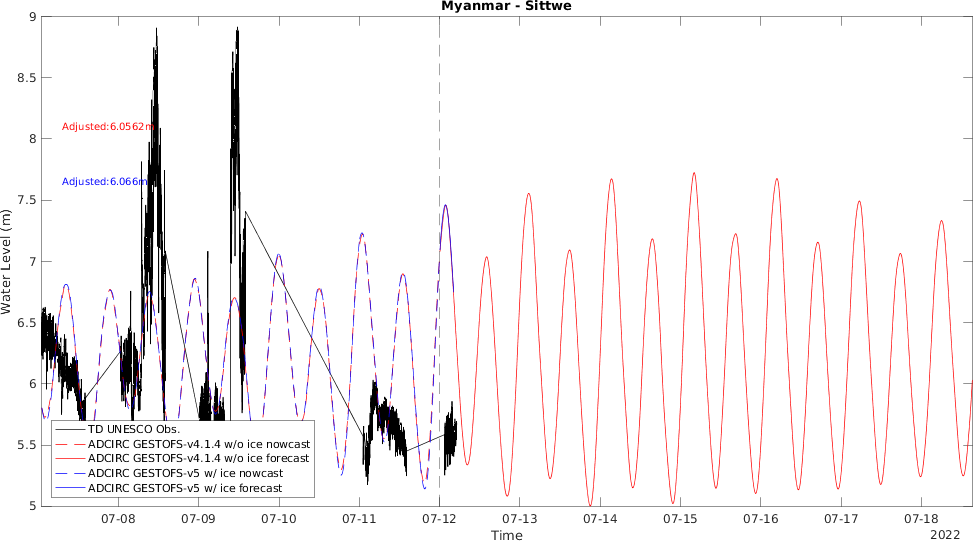 Myanmar - Sittwe
9
8.5
8
7.5
7
6.5
6
5.5
5
Water Level (m)
Adjusted:6.0562m
Adjusted:6.066m
TD UNESCO Obs.
ADCIRC GESTOFS-v4.1.4 w/o ice nowcast
ADCIRC GESTOFS-v4.1.4 w/o ice forecast
ADCIRC GESTOFS-v5 w/ ice nowcast
ADCIRC GESTOFS-v5 w/ ice forecast
07-08 07-09 07-10 07-11 07-12 07-13 07-14 07-15 07-16 07-17 07-18
Time
2022